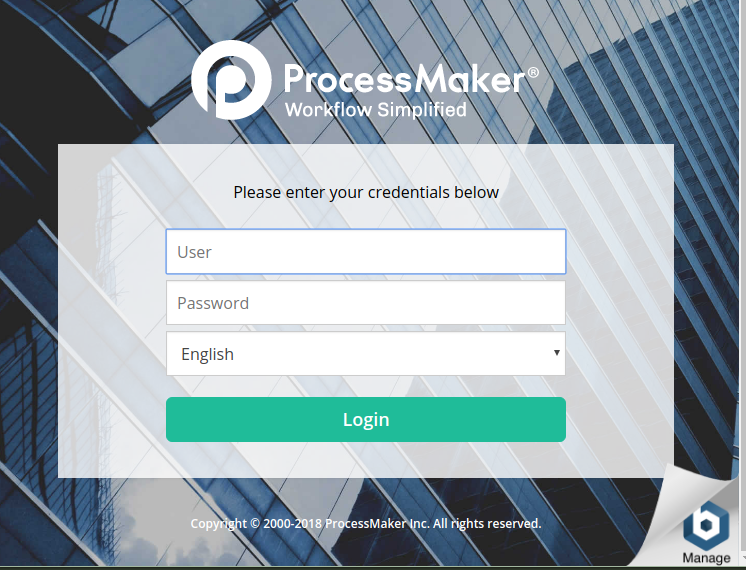 ProcessMaker®
Workflow Simplified
Please enter your credentials below
User
Password
English
Login
Copyright © 2000-2018 ProcessMaker Inc. All rights reserved.
Manage